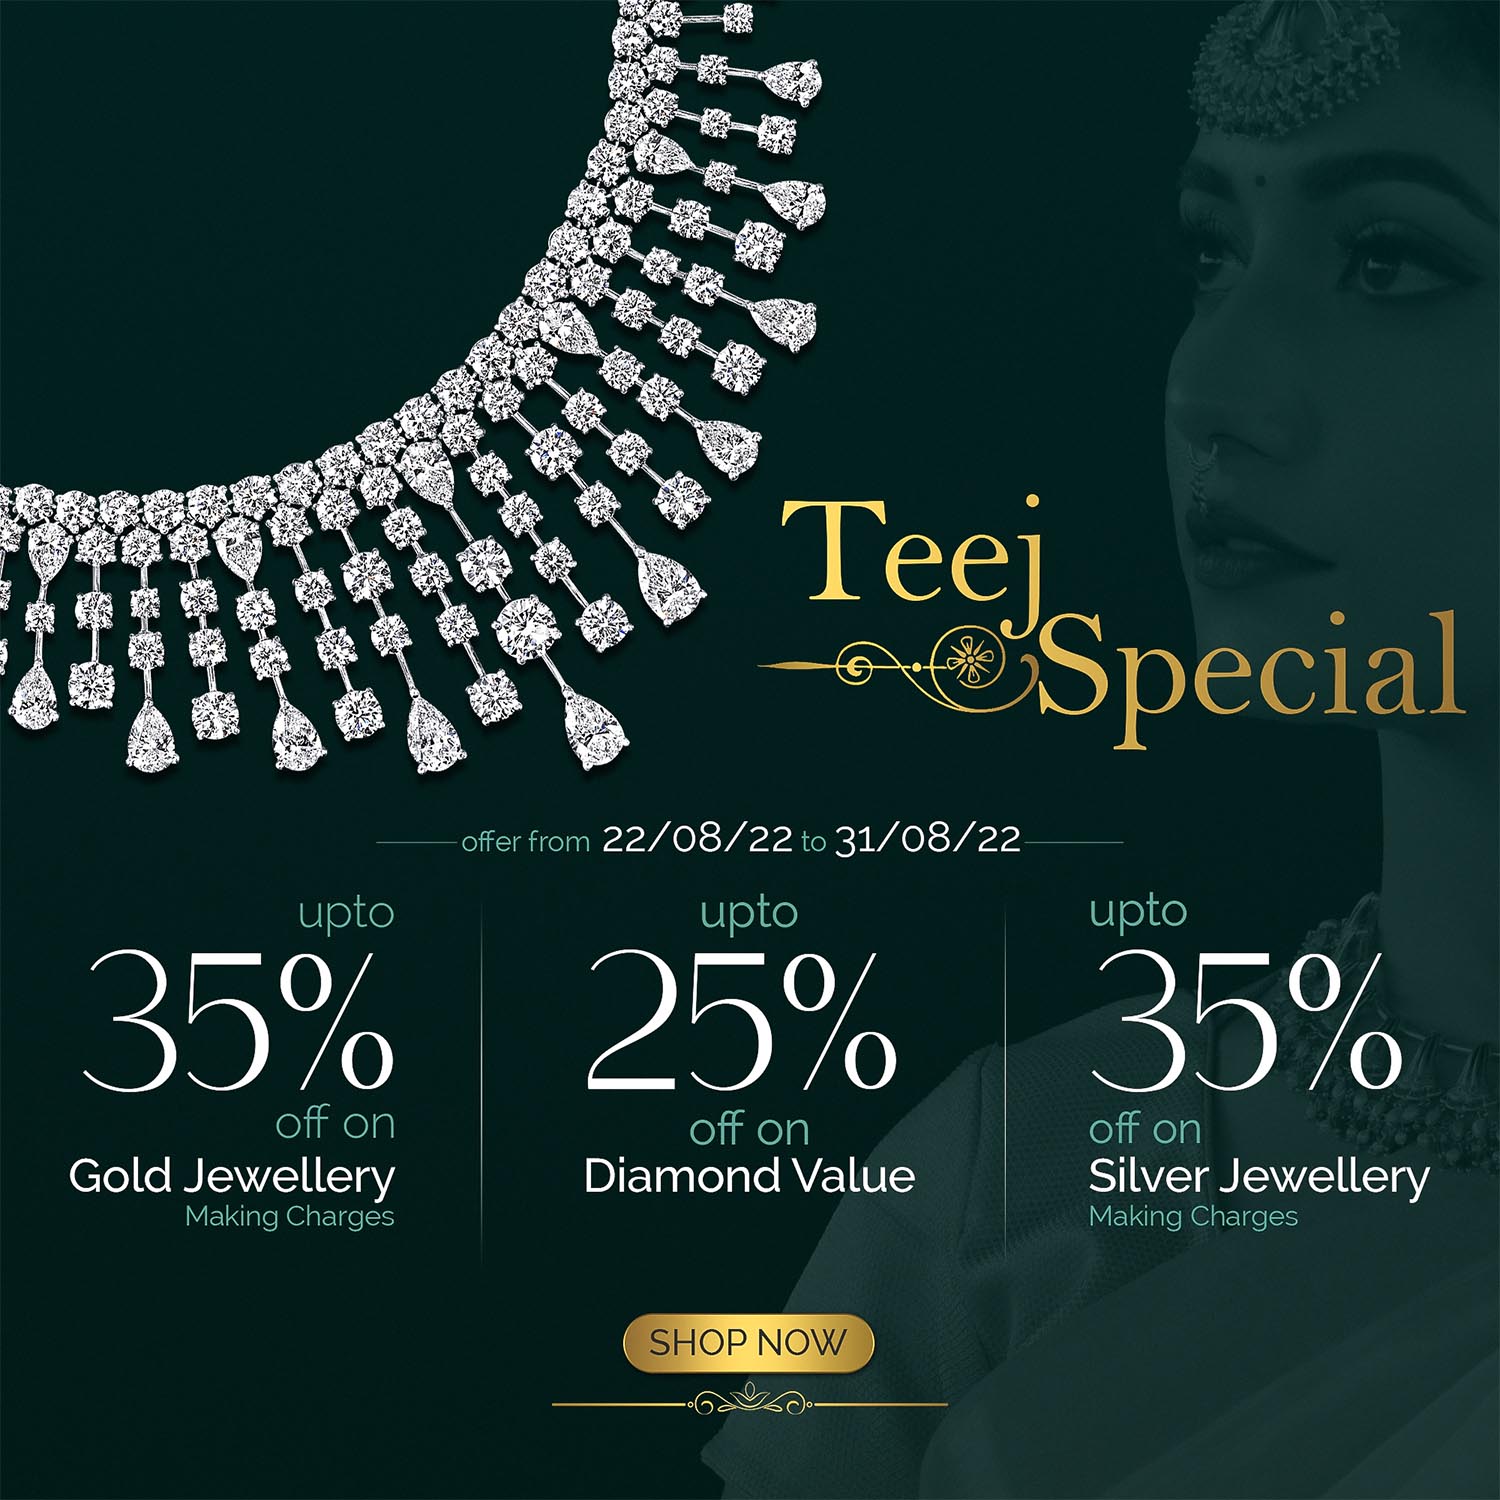 Teej
Special
offer from 22/08/22 to 31/08/22
upto
35%
off on
Gold Jewellery
Making Charges
upto
25%
off on
Diamond Value
upto
35%
off on
Silver Jewellery
Making Charges
SHOP NOW